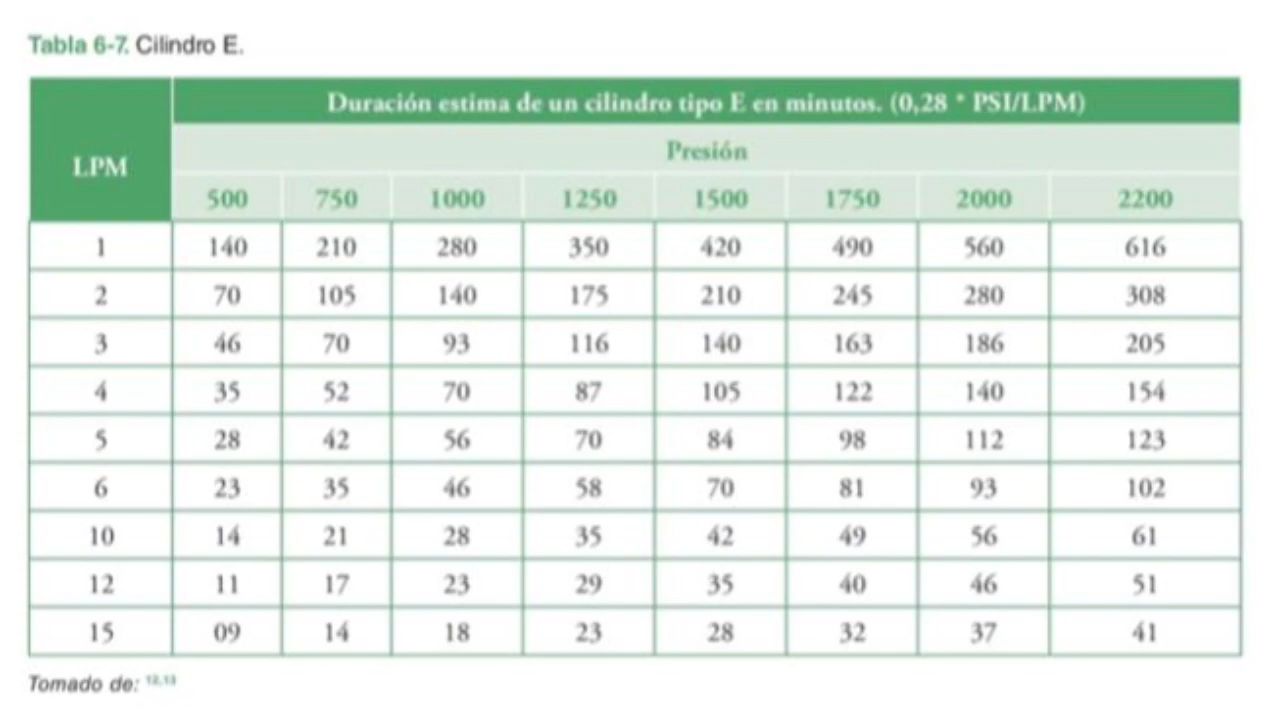 Tabla 6-7. Cilindro E.
LPM
Duración estima de un cilindro tipo E en minutos. (0,28 * PSI/LPM)
Presión
500 750 1000 1250 1500 1750 2000 2200
1 140 210 280 350 420 490 560 616
2 70 105 140 175 210 245 280 308
3 46 70 93 116 140 163 186 205
4 35 52 70 87 105 122 140 154
5 28 42 56 70 84 98 112 123
6 23 35 46 58 70 81 93 102
10 14 21 28 35 42 49 56 61
12 11 17 23 29 35 40 46 51
15 09 14 18 23 28 32 37 41
Tomado de: